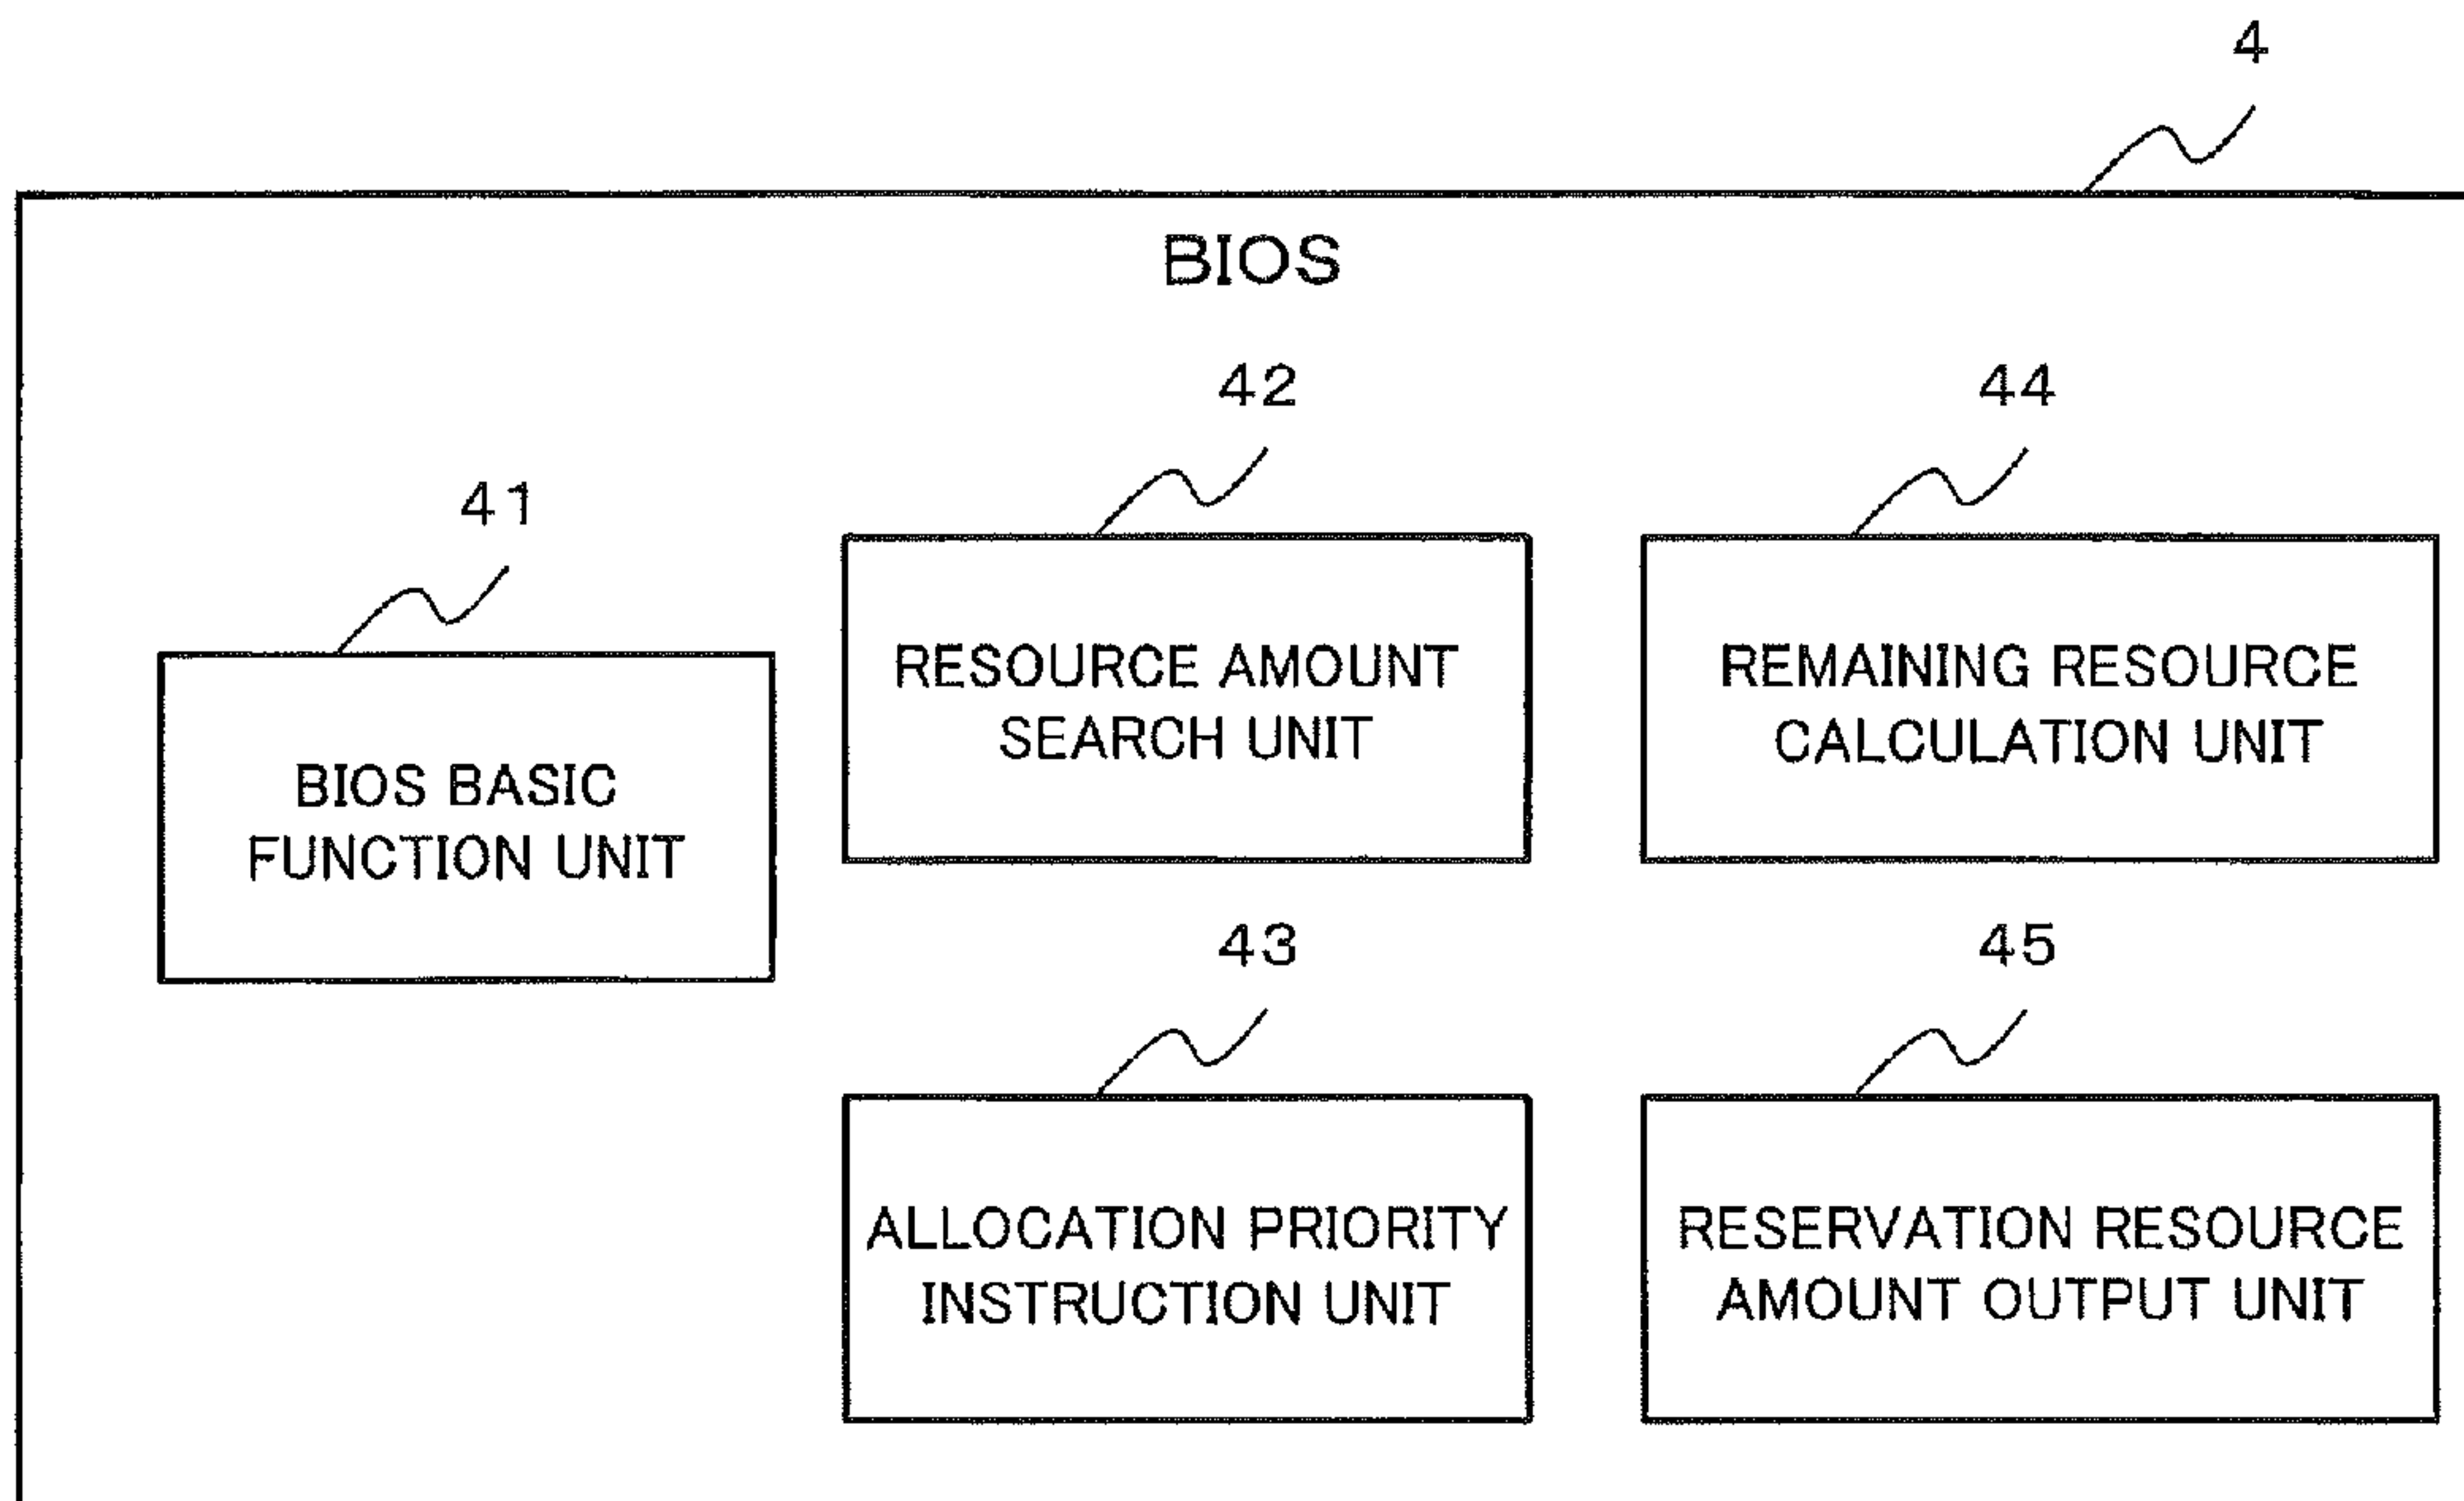 4
BIOS
41
BIOS BASIC
FUNCTION UNIT
42
RESOURCE AMOUNT
SEARCH UNIT
44
REMAINING RESOURCE
CALCULATION UNIT
43
ALLOCATION PRIORITY
INSTRUCTION UNIT
45
RESERVATION RESOURCE
AMOUNT OUTPUT UNIT